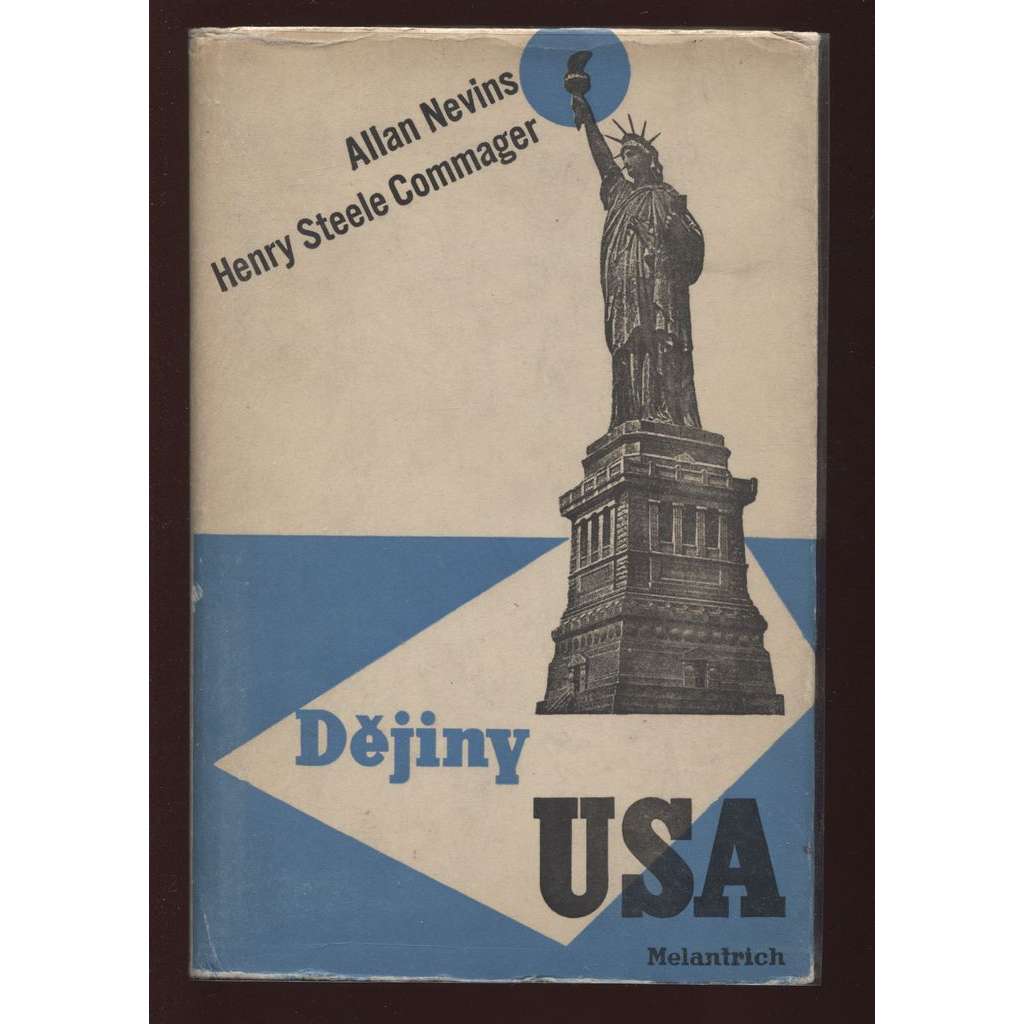 Allan Nevins
Henry Steele Commager
Dějiny
USA
Melantrich